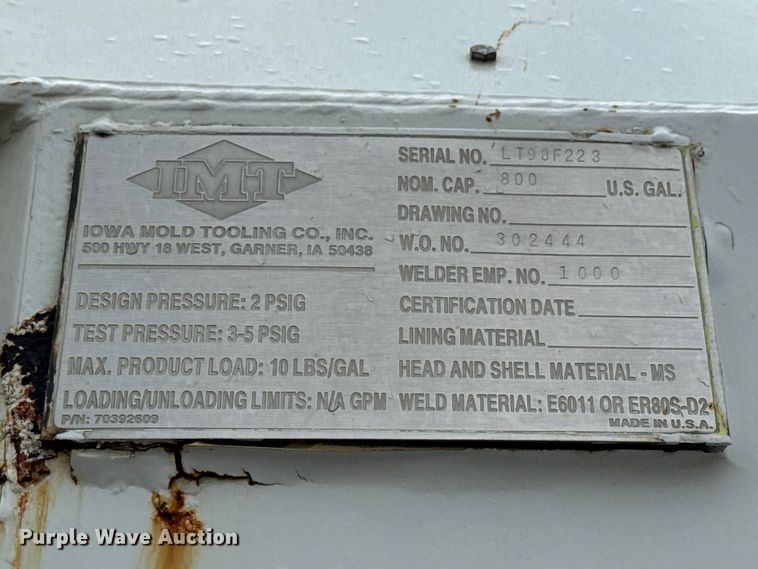 IMT
IOWA MOLD TOOLING CO., INC.
500 HWY 18 WEST, GARNER, IA 50438
DESIGN PRESSURE: 2 PSIG
TEST PRESSURE: 3-5 PSIG
MAX. PRODUCT LOAD: 10 LBS/GAL
LOADING/UNLOADING LIMITS: N/A GPM
P/N: 70392609
SERIAL NO. LT98F223
NOM. CAP. 800 U.S. GAL.
DRAWING NO.
W.O. NO. 302444
WELDER EMP. NO. 1000
CERTIFICATION DATE
LINING MATERIAL
HEAD AND SHELL MATERIAL - MS
WELD MATERIAL: E6011 OR ER80S-D2
MADE IN U.S.A.
Purple Wave Auction